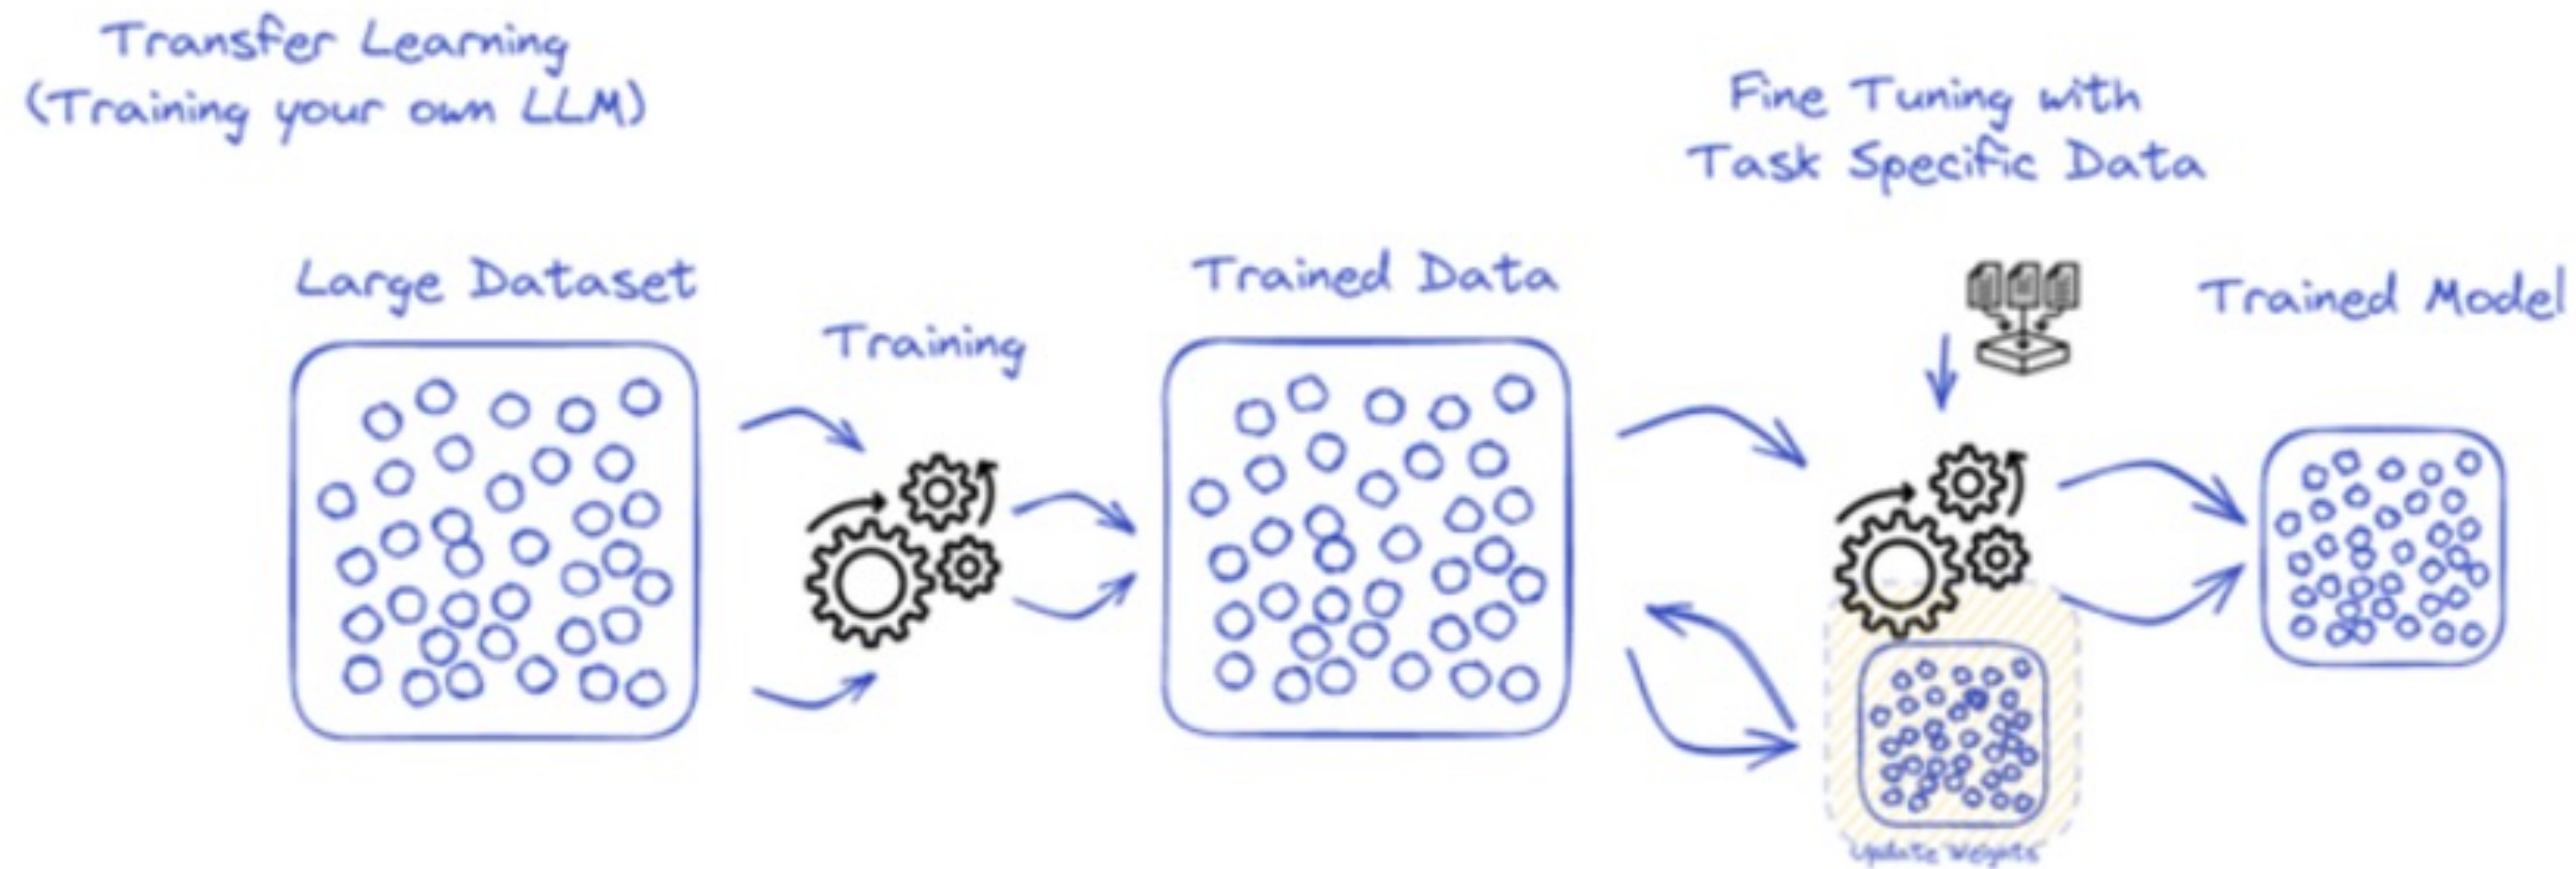 Transfer Learning
(Training your own LLM)
Fine Tuning with
Task Specific Data
Large Dataset
Training
Trained Data
Trained Model
Update Weights